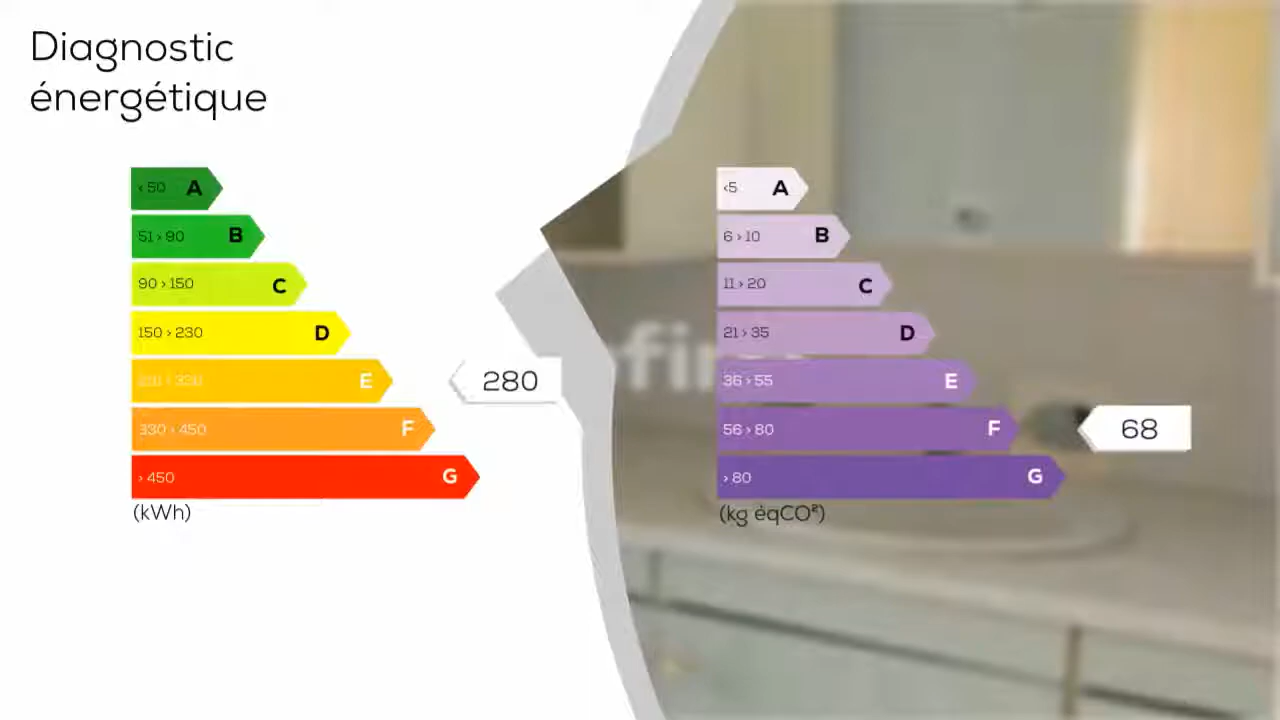 Diagnostic
énergétique
< 50 A
51 > 90 B
90 > 150 C
150 > 230 D
E
280
330 > 450 F
> 450 G
(kWh)
<5 A
6 > 10 B
11 > 20 C
21 > 35 D
36 > 55 E
56 > 80 F
68
> 80 G
(kg éqCO²)